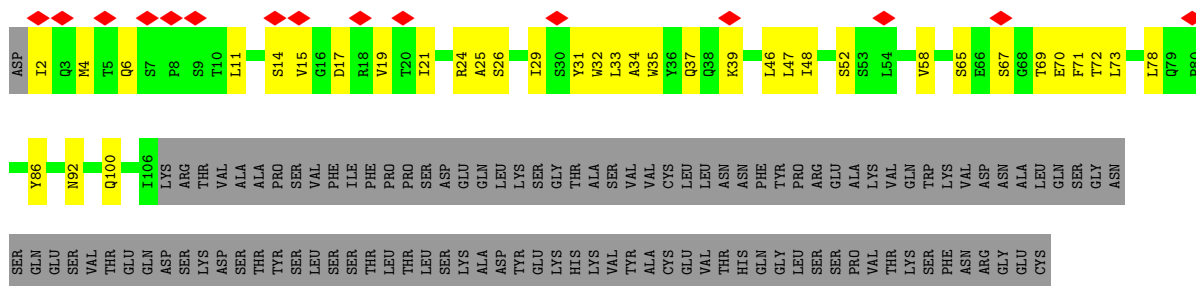 ASP I2 Q3 M4 T5 Q6 S7 P8 S9 T10 L11 S14 V15 G16 D17 R18 V19 T20 I21 R24 A25 S26 I29 S30 Y31 W32 L33 A34 W35 Y36 Q37 Q38 K39 L46 L47 I48 S52 S53 L54 V58 S65 E66 S67 G68 T69 E70 F71 T72 L73 L78 Q79 P80
Y86 N92 Q100 I106 LYS ARG THR VAL ALA ALA PRO SER VAL PHE ILE PHE PRO PRO SER ASP GLU GLN LEU LYS SER GLY THR ALA SER VAL VAL CYS LEU LEU ASN ASN PHE TYR PRO ARG GLU ALA LYS VAL GLN TRP LYS VAL ASP ASN ALA LEU GLN SER GLY ASN
SER GLN GLU SER VAL THR GLU GLN ASP SER LYS ASP SER THR TYR SER LEU SER SER THR LEU THR LEU SER LYS ALA ASP TYR GLU LYS HIS LYS VAL TYR ALA CYS GLU VAL THR HIS GLN GLY LEU SER SER PRO VAL THR LYS SER PHE ASN ARG GLY GLU CYS